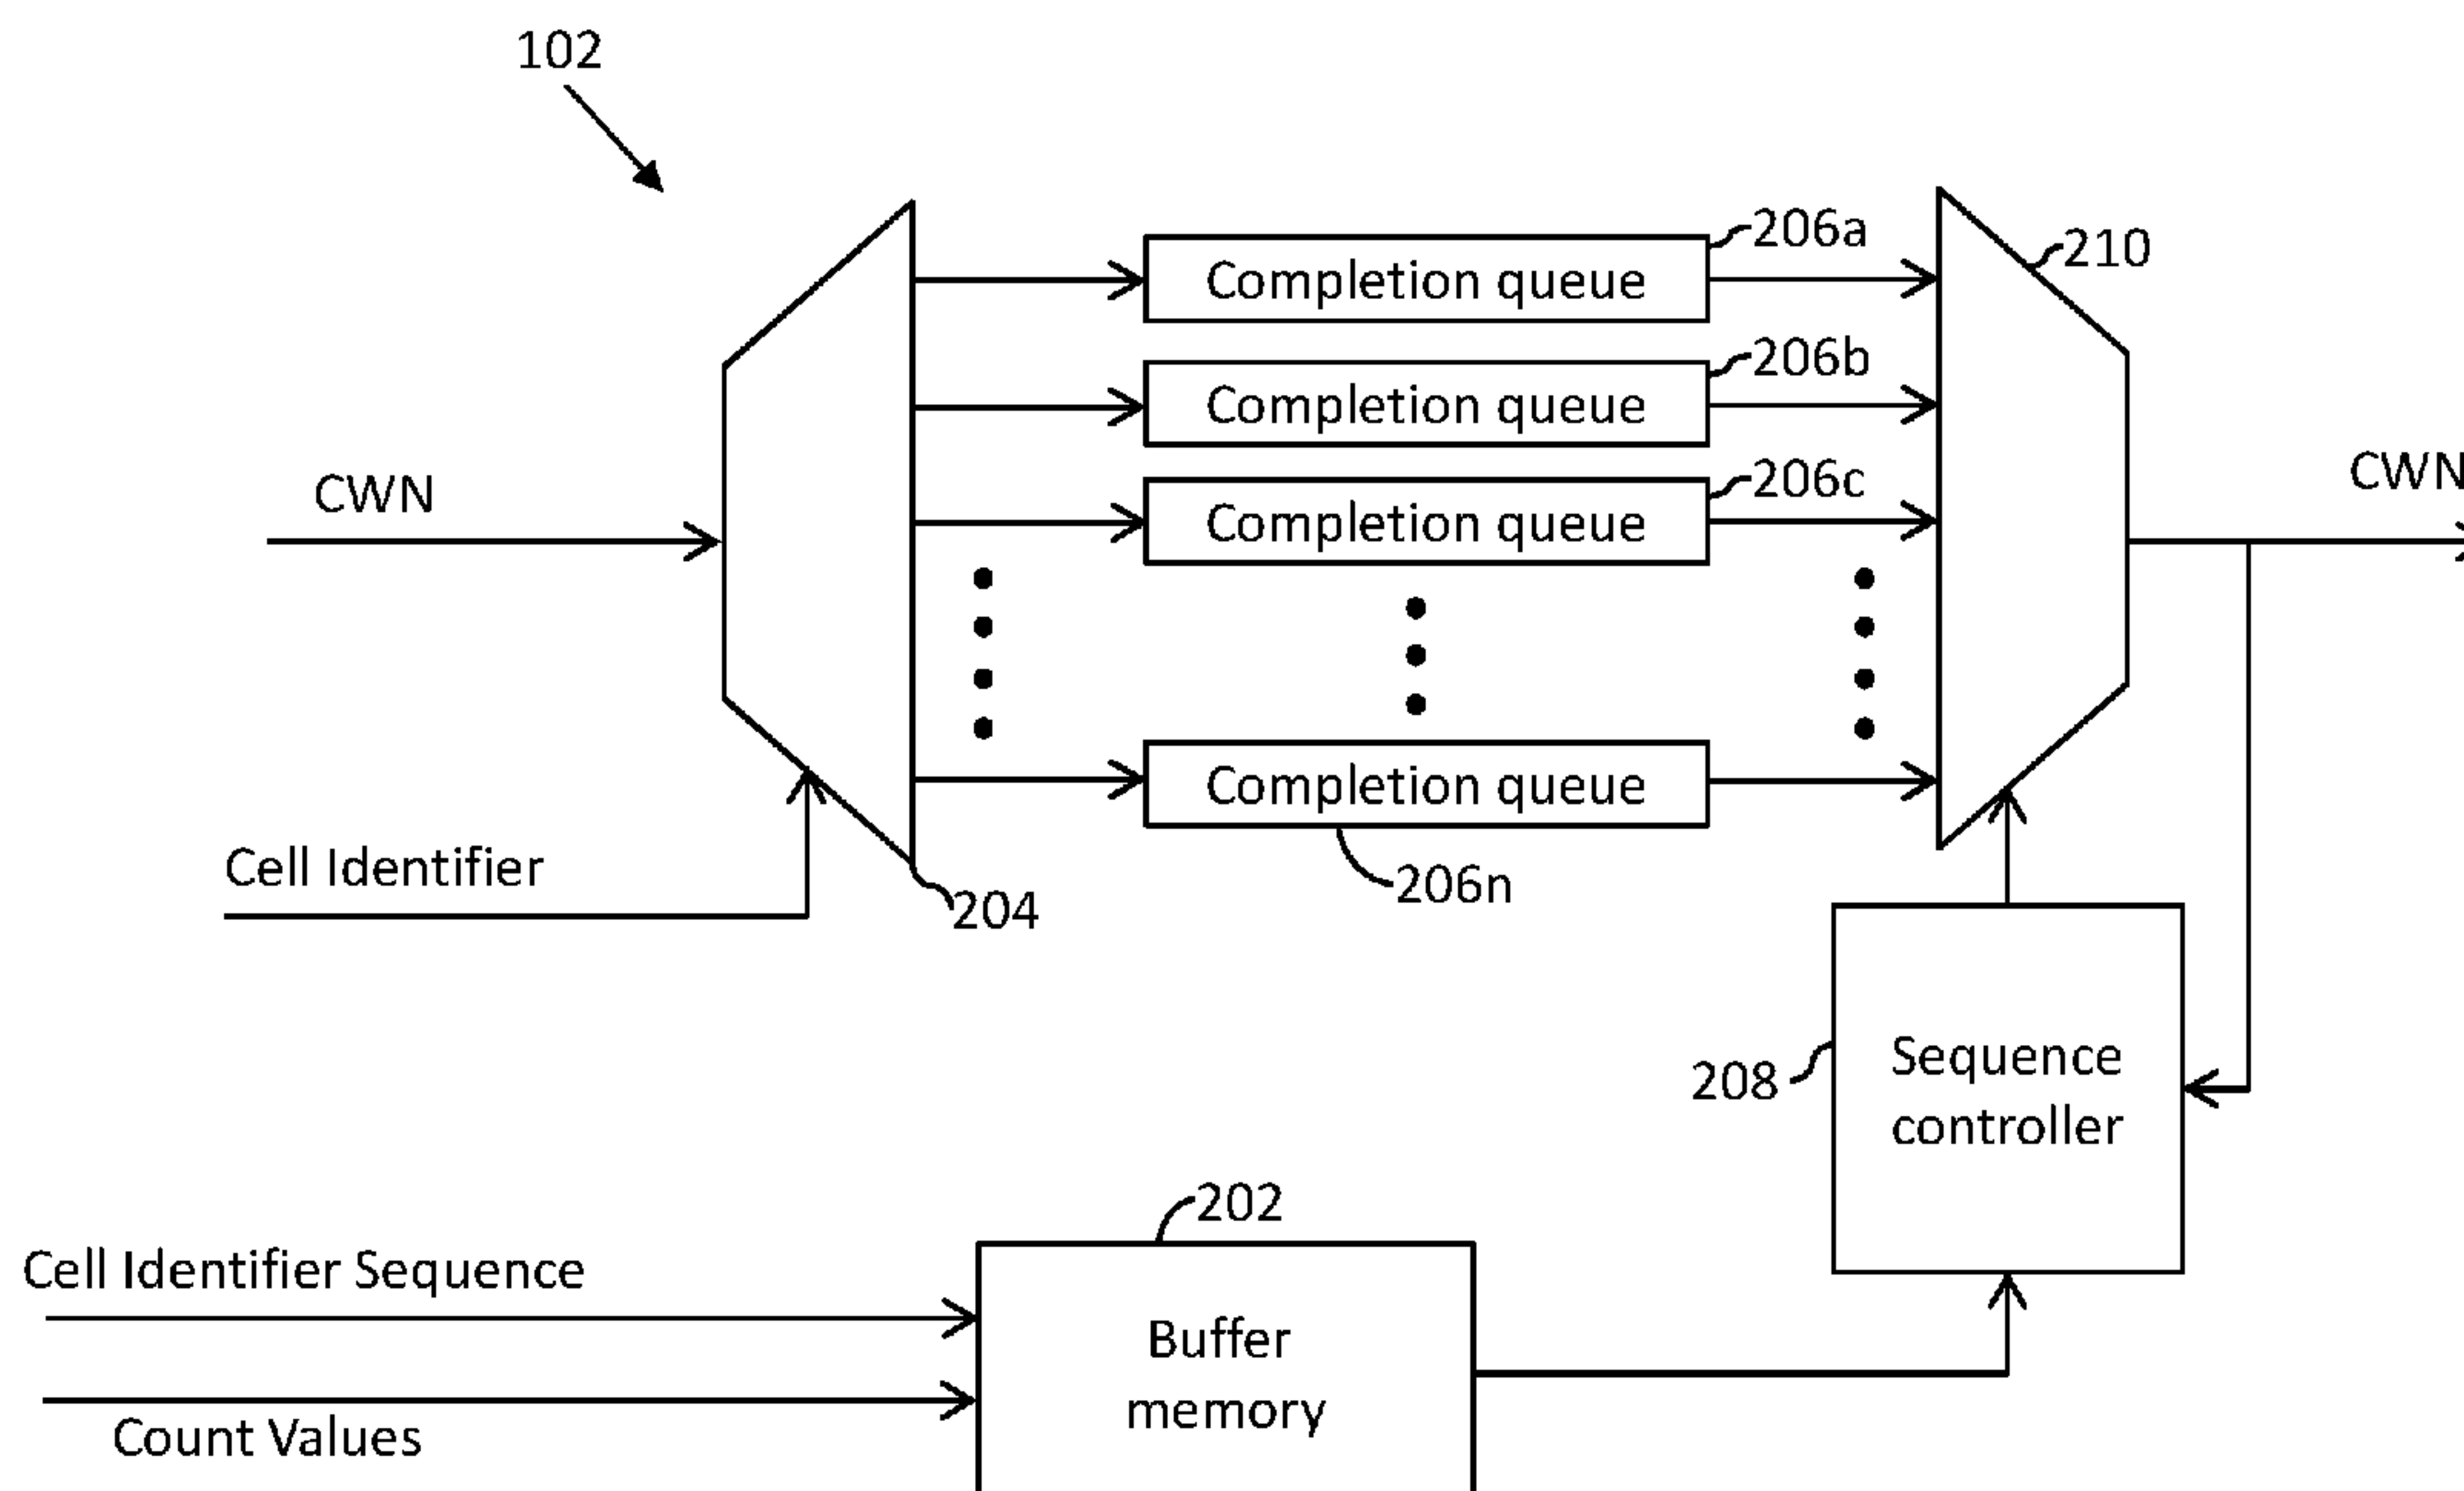 102
206a
Completion queue
210
206b
Completion queue
206c
Completion queue
CWN
CWN
Completion queue
Cell Identifier
206n
204
Sequence
controller
208
202
Cell Identifier Sequence
Buffer
memory
Count Values